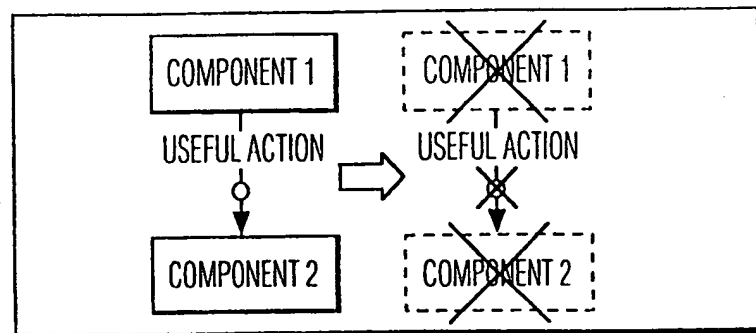 COMPONENT 1
USEFUL ACTION
COMPONENT 2
COMPONENT 1
USEFUL ACTION
COMPONENT 2